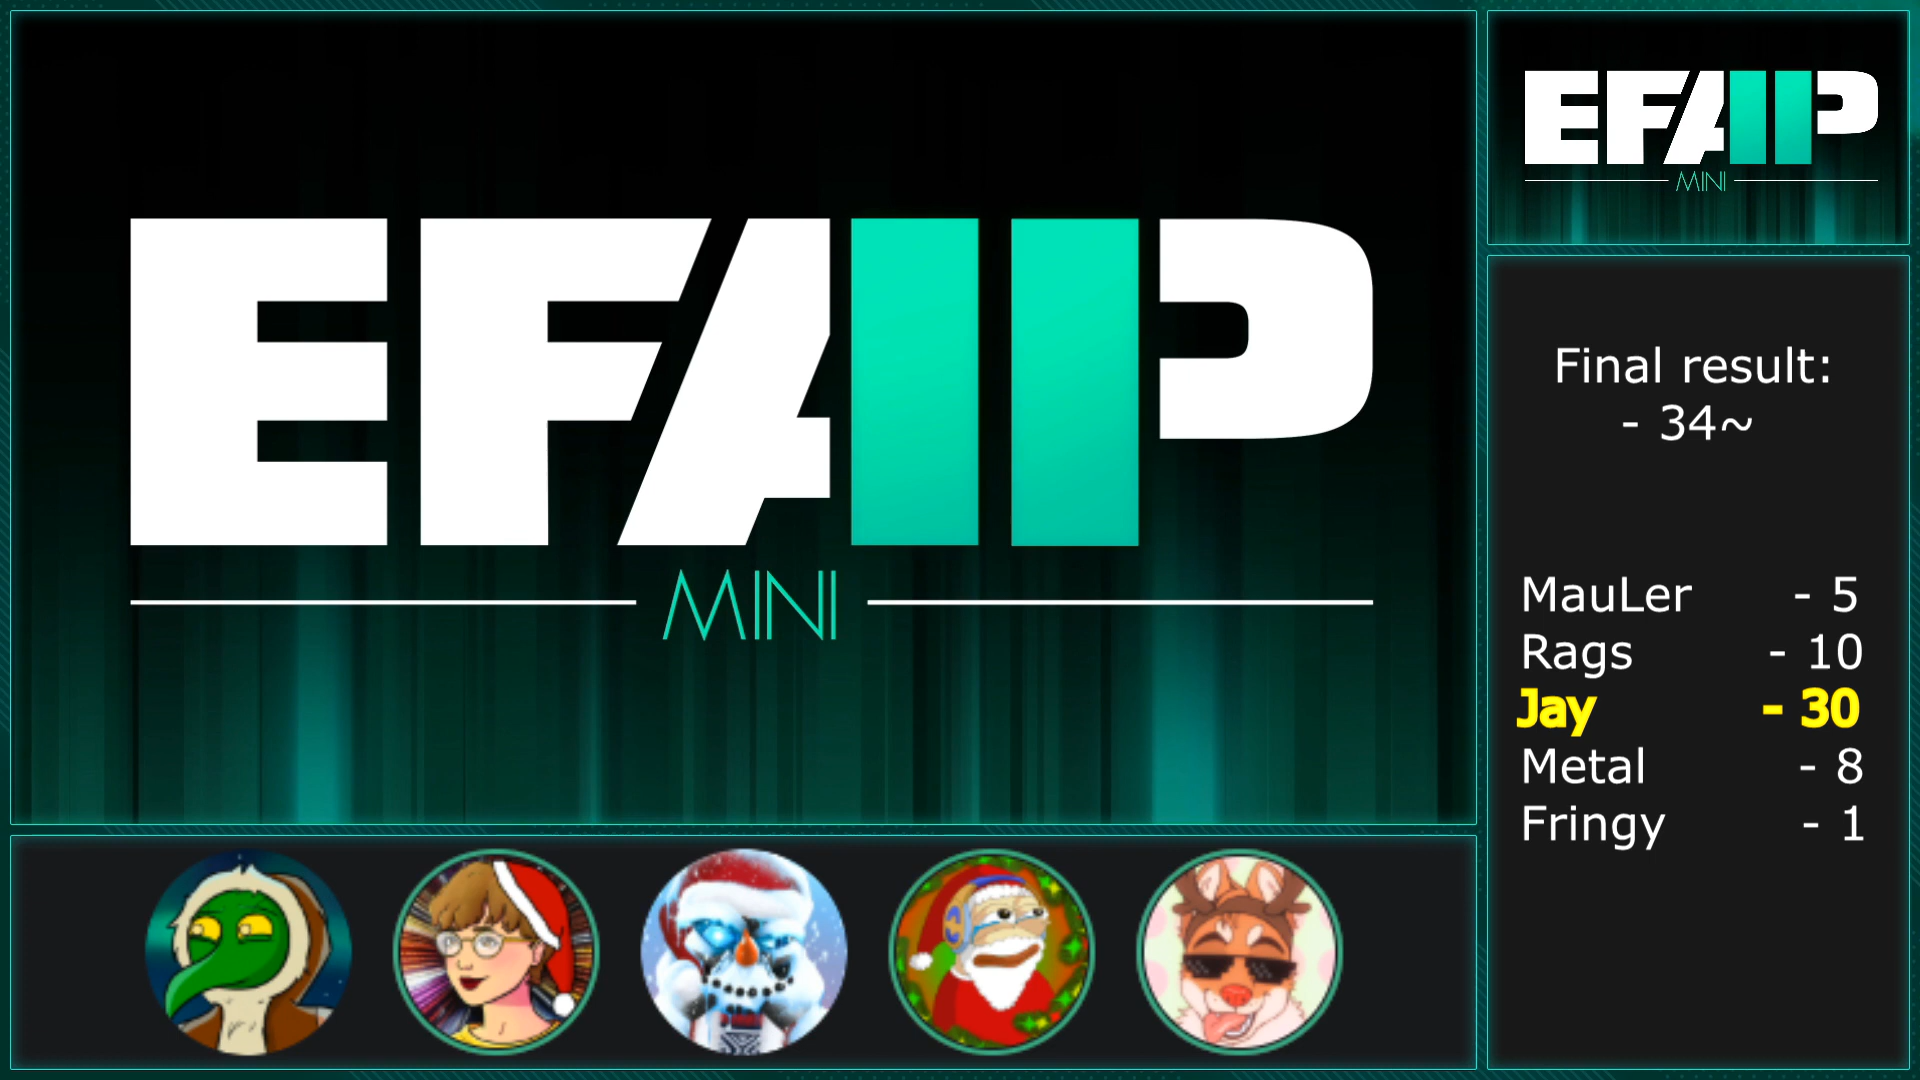 EFAP
MINI
EFAP
MINI
Final result:
- 34~
MauLer - 5
Rags - 10
Jay - 30
Metal - 8
Fringy - 1